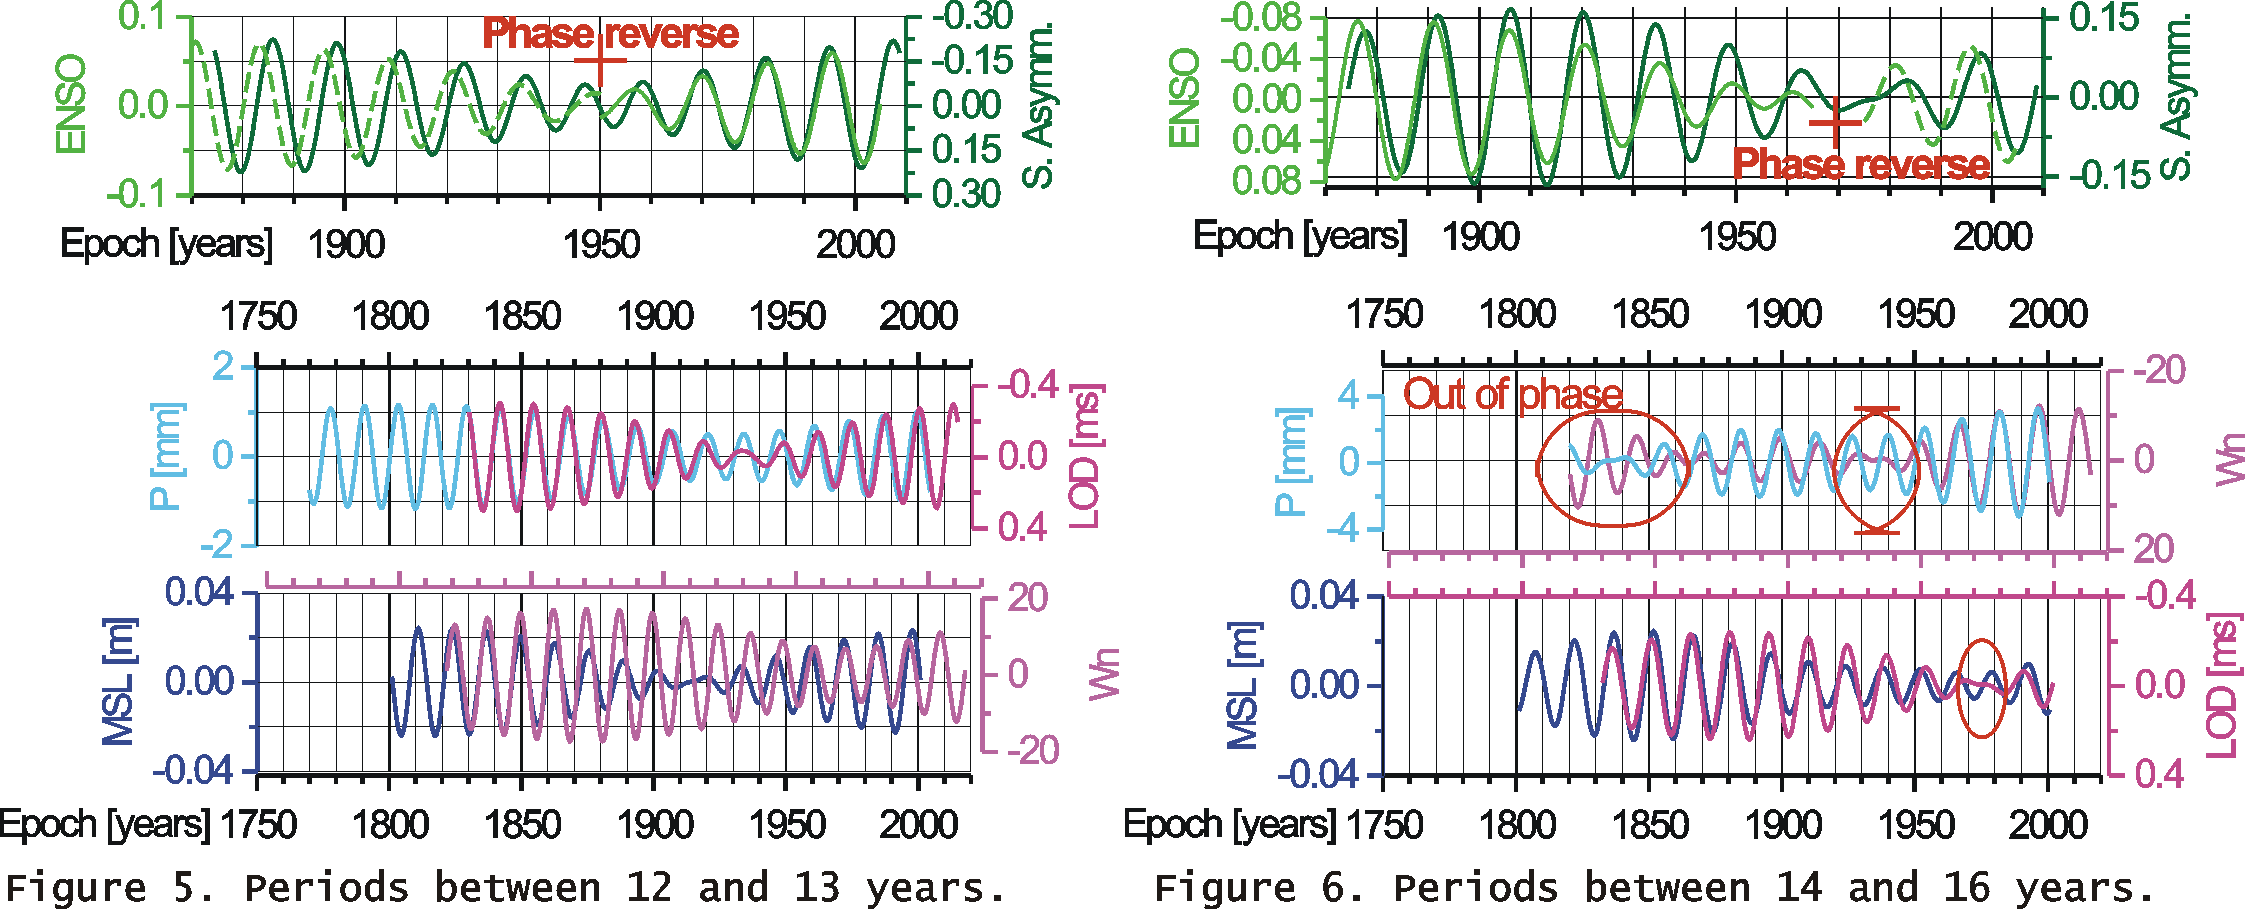 0.1
0.0
-0.1
ENSO
Phase reverse
-0.30
-0.15
0.00
0.15
0.30
S. Asymm.
Epoch [years] 1900 1950 2000
1750 1800 1850 1900 1950 2000
2
0
-2
P [mm]
-0.4
0.0
0.4
LOD [ms]
0.04
0.00
-0.04
MSL [m]
20
0
-20
Wn
Epoch [years] 1750 1800 1850 1900 1950 2000
Figure 5. Periods between 12 and 13 years.
-0.08
-0.04
0.00
0.04
0.08
ENSO
Phase reverse
0.15
0.00
-0.15
S. Asymm.
Epoch [years] 1900 1950 2000
1750 1800 1850 1900 1950 2000
4
0
-4
P [mm]
Out of phase
-20
0
20
Wn
0.04
0.00
-0.04
MSL [m]
-0.4
0.0
0.4
LOD [ms]
Epoch [years] 1750 1800 1850 1900 1950 2000
Figure 6. Periods between 14 and 16 years.